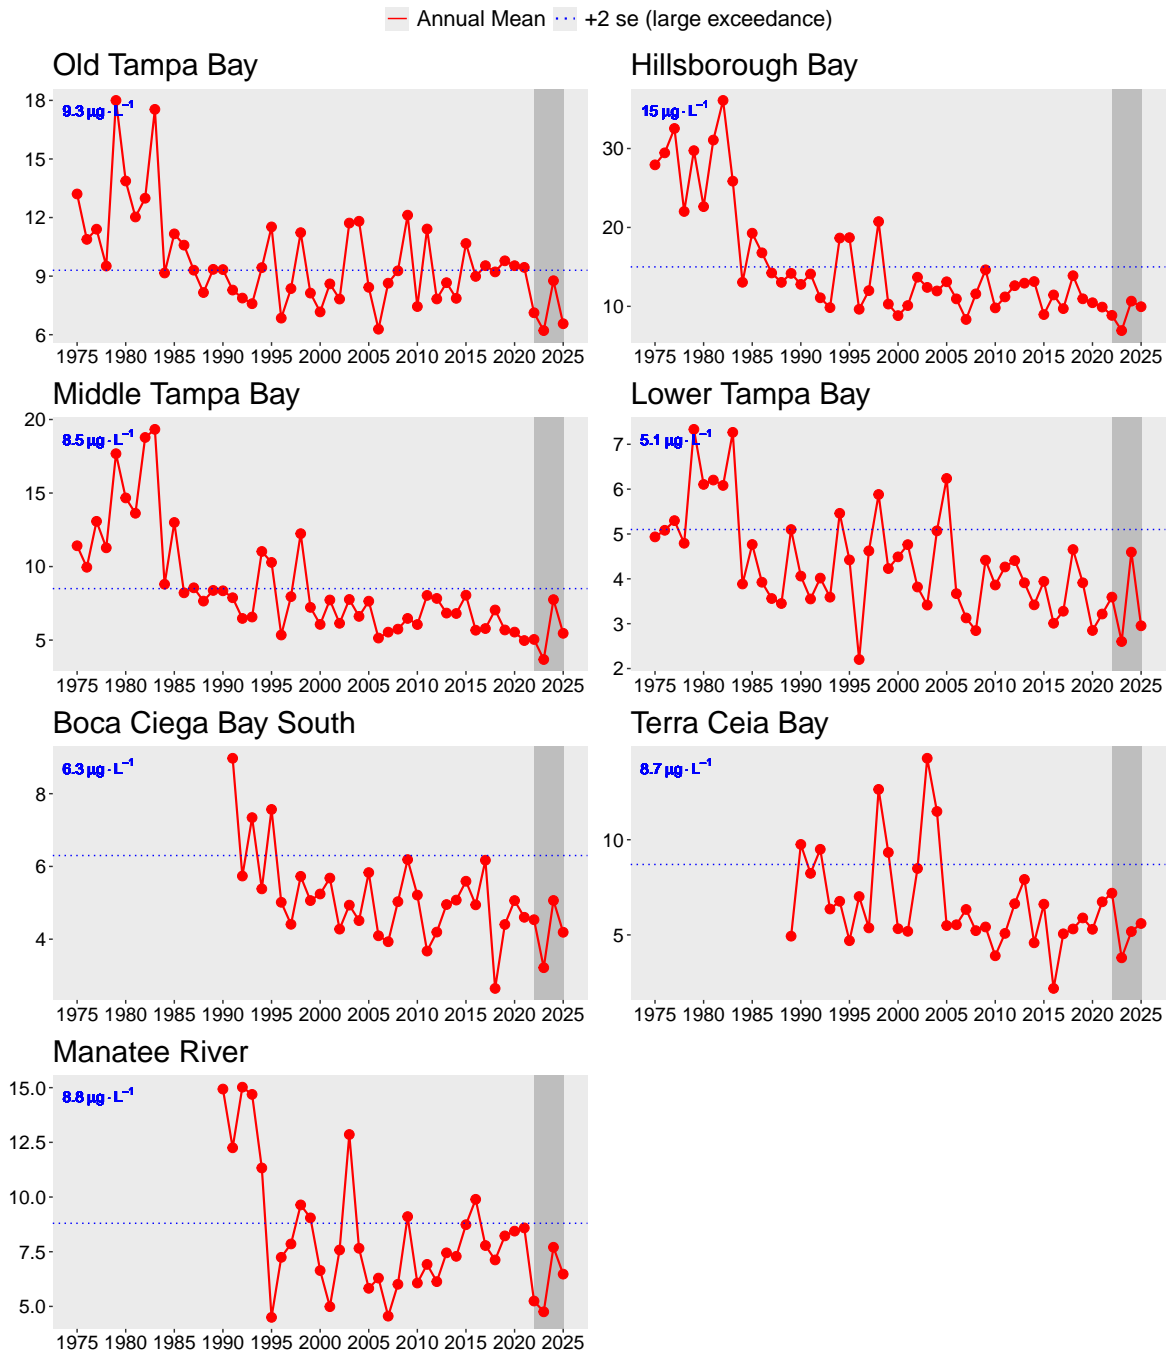 Annual Mean +2 se (large exceedance)
Old Tampa Bay
9.3 µg·L⁻¹
18
15
12
9
6
1975 1980 1985 1990 1995 2000 2005 2010 2015 2020 2025
Hillsborough Bay
15 µg·L⁻¹
30
20
10
1975 1980 1985 1990 1995 2000 2005 2010 2015 2020 2025
Middle Tampa Bay
8.5 µg·L⁻¹
20
15
10
5
1975 1980 1985 1990 1995 2000 2005 2010 2015 2020 2025
Lower Tampa Bay
5.1 µg·L⁻¹
7
6
5
4
3
2
1975 1980 1985 1990 1995 2000 2005 2010 2015 2020 2025
Boca Ciega Bay South
6.3 µg·L⁻¹
8
6
4
1975 1980 1985 1990 1995 2000 2005 2010 2015 2020 2025
Terra Ceia Bay
8.7 µg·L⁻¹
10
5
1975 1980 1985 1990 1995 2000 2005 2010 2015 2020 2025
Manatee River
8.8 µg·L⁻¹
15.0
12.5
10.0
7.5
5.0
1975 1980 1985 1990 1995 2000 2005 2010 2015 2020 2025